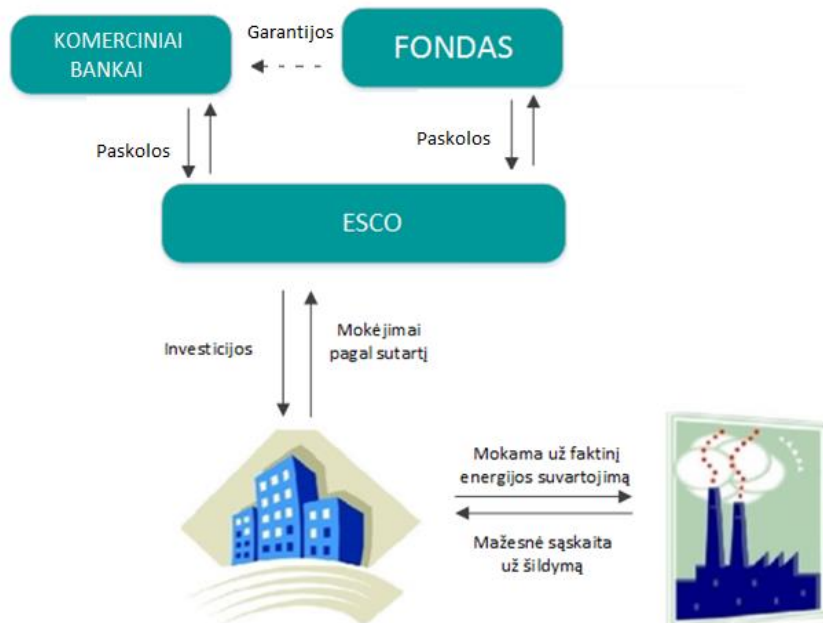 KOMERCINIAI
BANKAI
Garantijos
FONDAS
Paskolos
Paskolos
ESCO
Investicijos
Mokėjimai
pagal sutartį
Mokama už faktinį
energijos suvartojimą
Mažesnė sąskaita
už šildymą